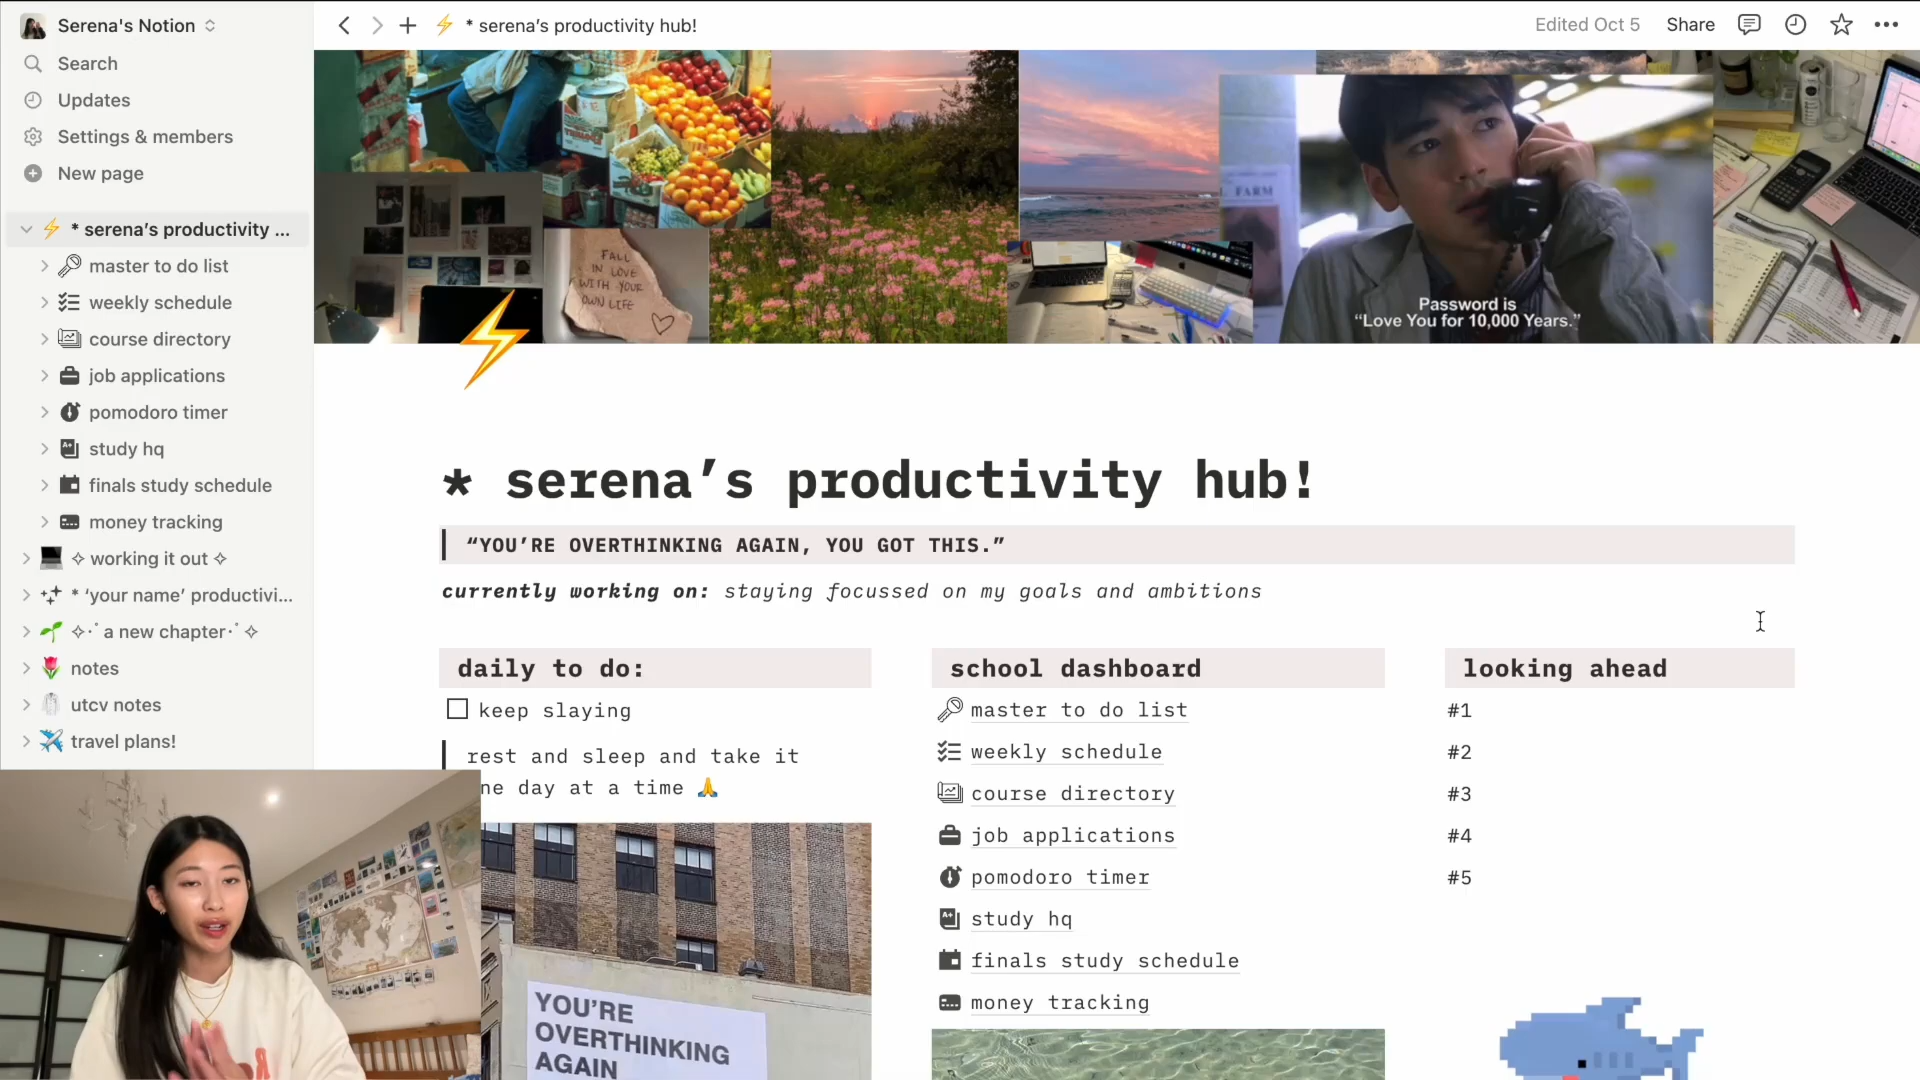 Serena's Notion
Search
Updates
Settings & members
New page
* serena's productivity ...
master to do list
weekly schedule
course directory
job applications
pomodoro timer
study hq
finals study schedule
money tracking
✧ working it out ✧
* ‘your name’ productivi...
✧･ﾟa new chapter･ﾟ✧
notes
utcv notes
travel plans!
* serena's productivity hub!
Edited Oct 5
Share
FALL
IN LOVE
WITH YOUR
OWN LIFE
FARM
Password is
“Love You for 10,000 Years.”
* serena’s productivity hub!
“YOU’RE OVERTHINKING AGAIN, YOU GOT THIS.”
currently working on: staying focussed on my goals and ambitions
daily to do:
keep slaying
rest and sleep and take it
ne day at a time 🙏
YOU’RE
OVERTHINKING
AGAIN
school dashboard
master to do list
weekly schedule
course directory
job applications
pomodoro timer
study hq
finals study schedule
money tracking
looking ahead
#1
#2
#3
#4
#5